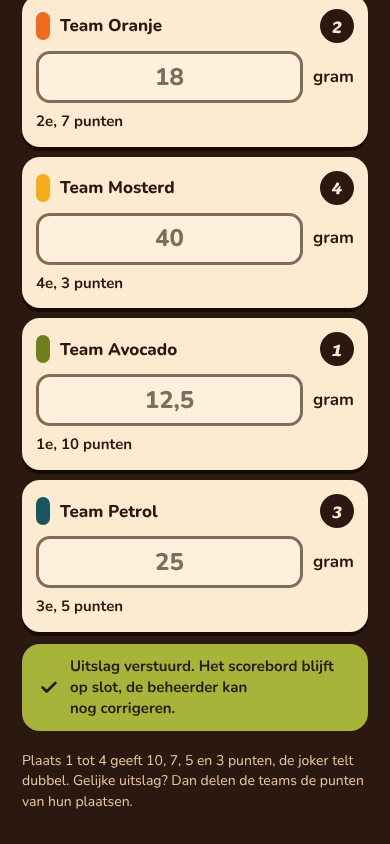 Team Oranje
2
18
gram
2e, 7 punten
Team Mosterd
4
40
gram
4e, 3 punten
Team Avocado
1
12,5
gram
1e, 10 punten
Team Petrol
3
25
gram
3e, 5 punten
Uitslag verstuurd. Het scorebord blijft
op slot, de beheerder kan
nog corrigeren.
Plaats 1 tot 4 geeft 10, 7, 5 en 3 punten, de joker telt
dubbel. Gelijke uitslag? Dan delen de teams de punten
van hun plaatsen.